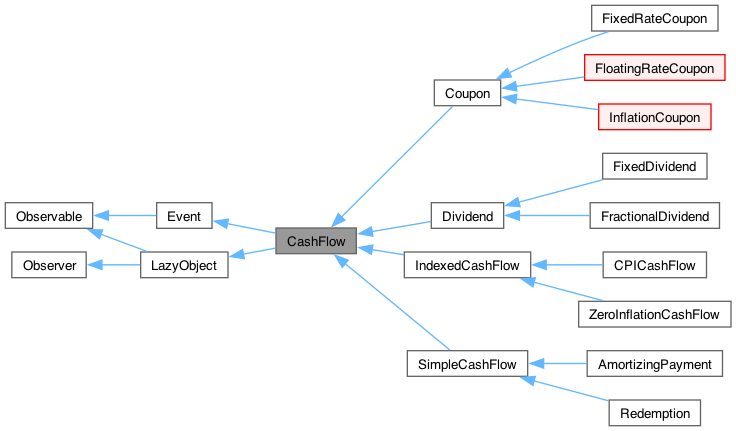 FixedRateCoupon
FloatingRateCoupon
Coupon
InflationCoupon
FixedDividend
Observable
Event
Dividend
FractionalDividend
CashFlow
Observer
LazyObject
IndexedCashFlow
CPICashFlow
ZeroInflationCashFlow
SimpleCashFlow
AmortizingPayment
Redemption